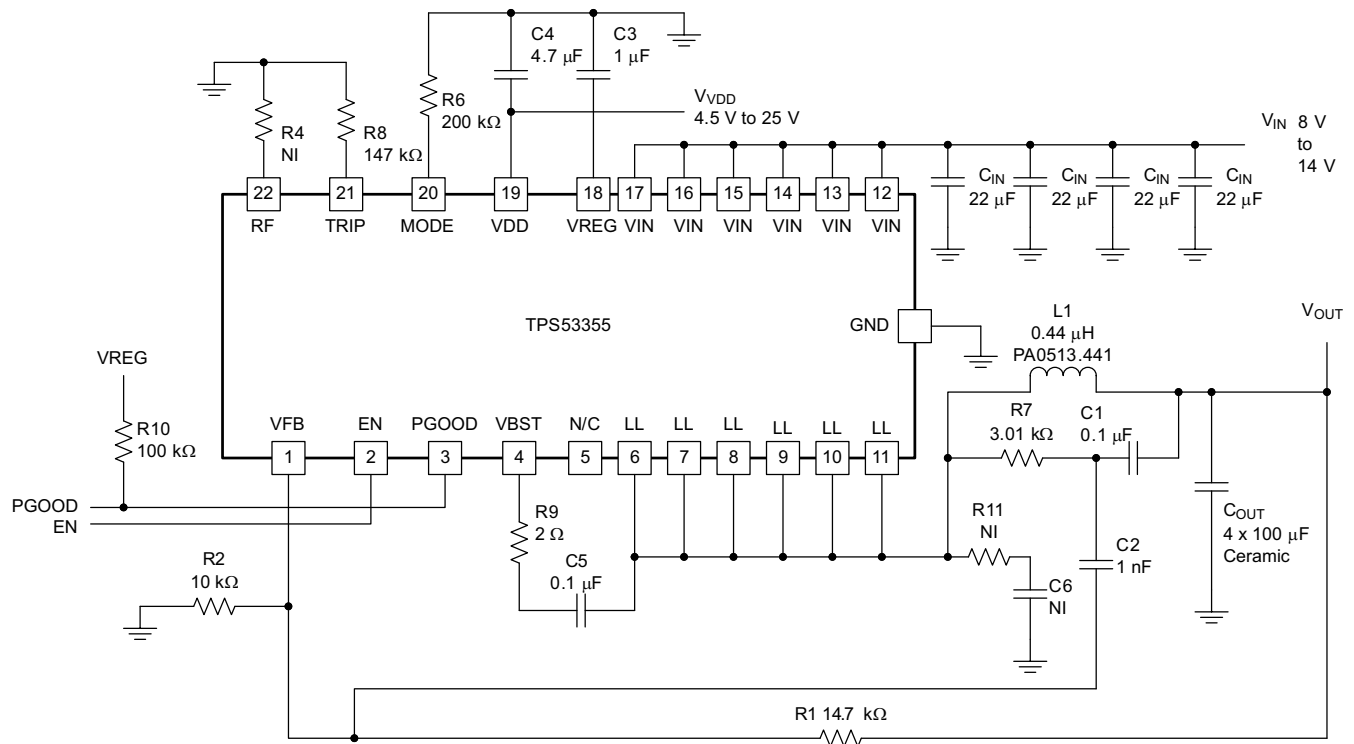 C4
4.7 μF
C3
1 μF
R6
200 kΩ
VVDD
4.5 V to 25 V
R4
NI
R8
147 kΩ
VIN 8 V
to
14 V
CIN
22 μF
CIN
22 μF
CIN
22 μF
CIN
22 μF
22
21
20
19
18
17
16
15
14
13
12
RF
TRIP
MODE
VDD
VREG
VIN
VIN
VIN
VIN
VIN
VIN
TPS53355
GND
L1
0.44 μH
PA0513.441
VOUT
VREG
R10
100 kΩ
VFB
EN
PGOOD
VBST
N/C
LL
LL
LL
LL
LL
LL
1
2
3
4
5
6
7
8
9
10
11
R7
3.01 kΩ
C1
0.1 μF
PGOOD
EN
R9
2 Ω
C5
0.1 μF
R11
NI
C6
NI
C2
1 nF
COUT
4 x 100 μF
Ceramic
R2
10 kΩ
R1 14.7 kΩ